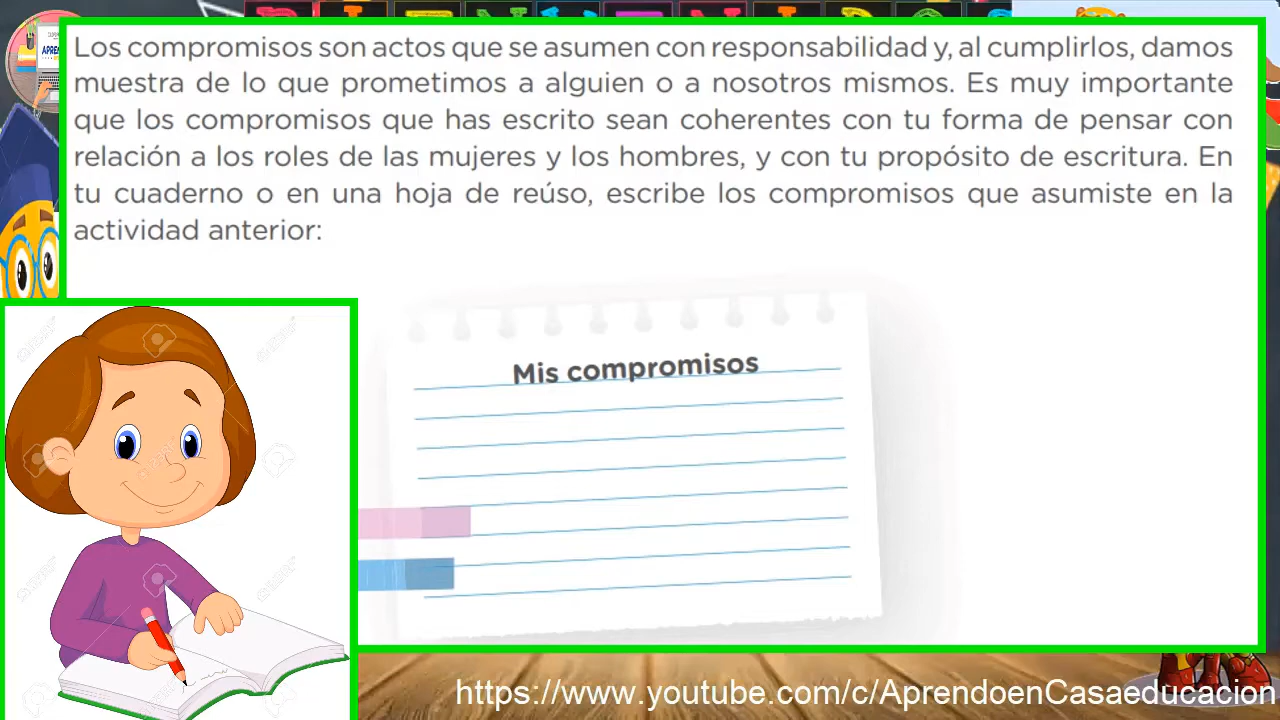 Los compromisos son actos que se asumen con responsabilidad y, al cumplirlos, damos
muestra de lo que prometimos a alguien o a nosotros mismos. Es muy importante
que los compromisos que has escrito sean coherentes con tu forma de pensar con
relación a los roles de las mujeres y los hombres, y con tu propósito de escritura. En
tu cuaderno o en una hoja de reúso, escribe los compromisos que asumiste en la
actividad anterior:
Mis compromisos
https://www.youtube.com/c/AprendoenCasaeducacion